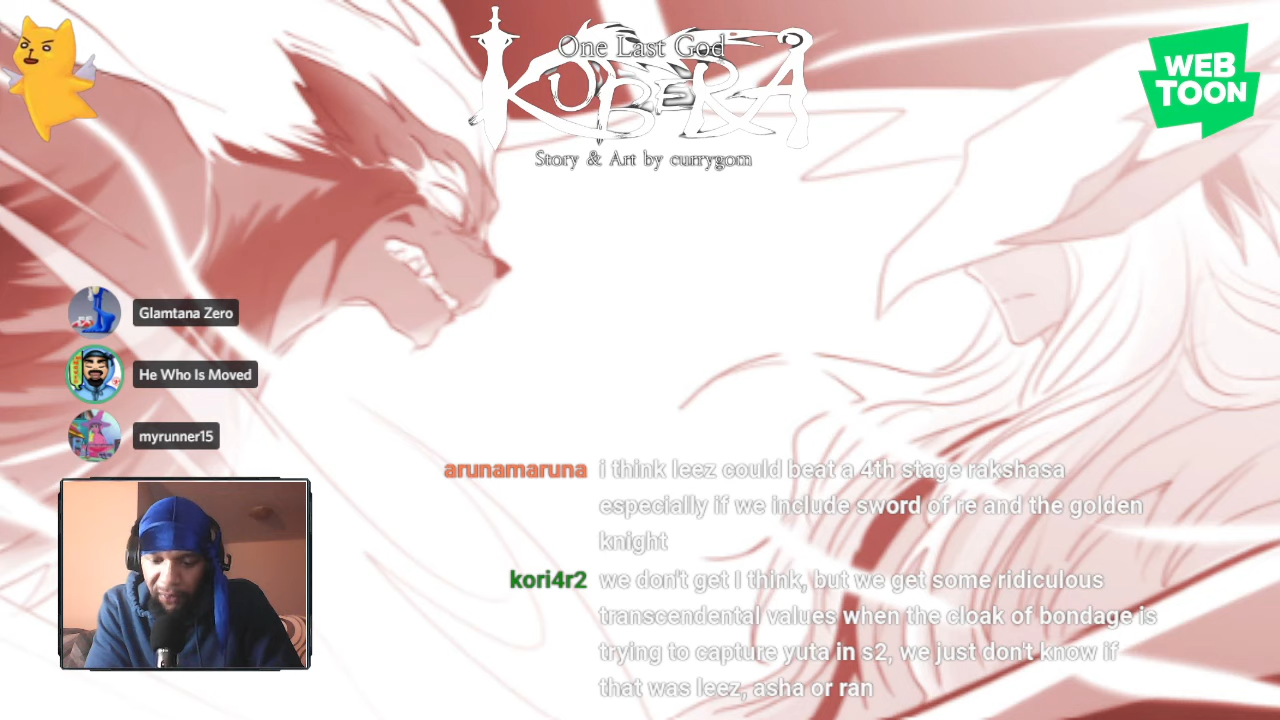 One Last God
KUBERA
Story & Art by currygom
WEB
TOON
Glamtana Zero
He Who Is Moved
myrunner15
arunamaruna i think leez could beat a 4th stage rakshasa
especially if we include sword of re and the golden
knight
kori4r2 we don't get I think, but we get some ridiculous
transcendental values when the cloak of bondage is
trying to capture yuta in s2, we just don't know if
that was leez, asha or ran